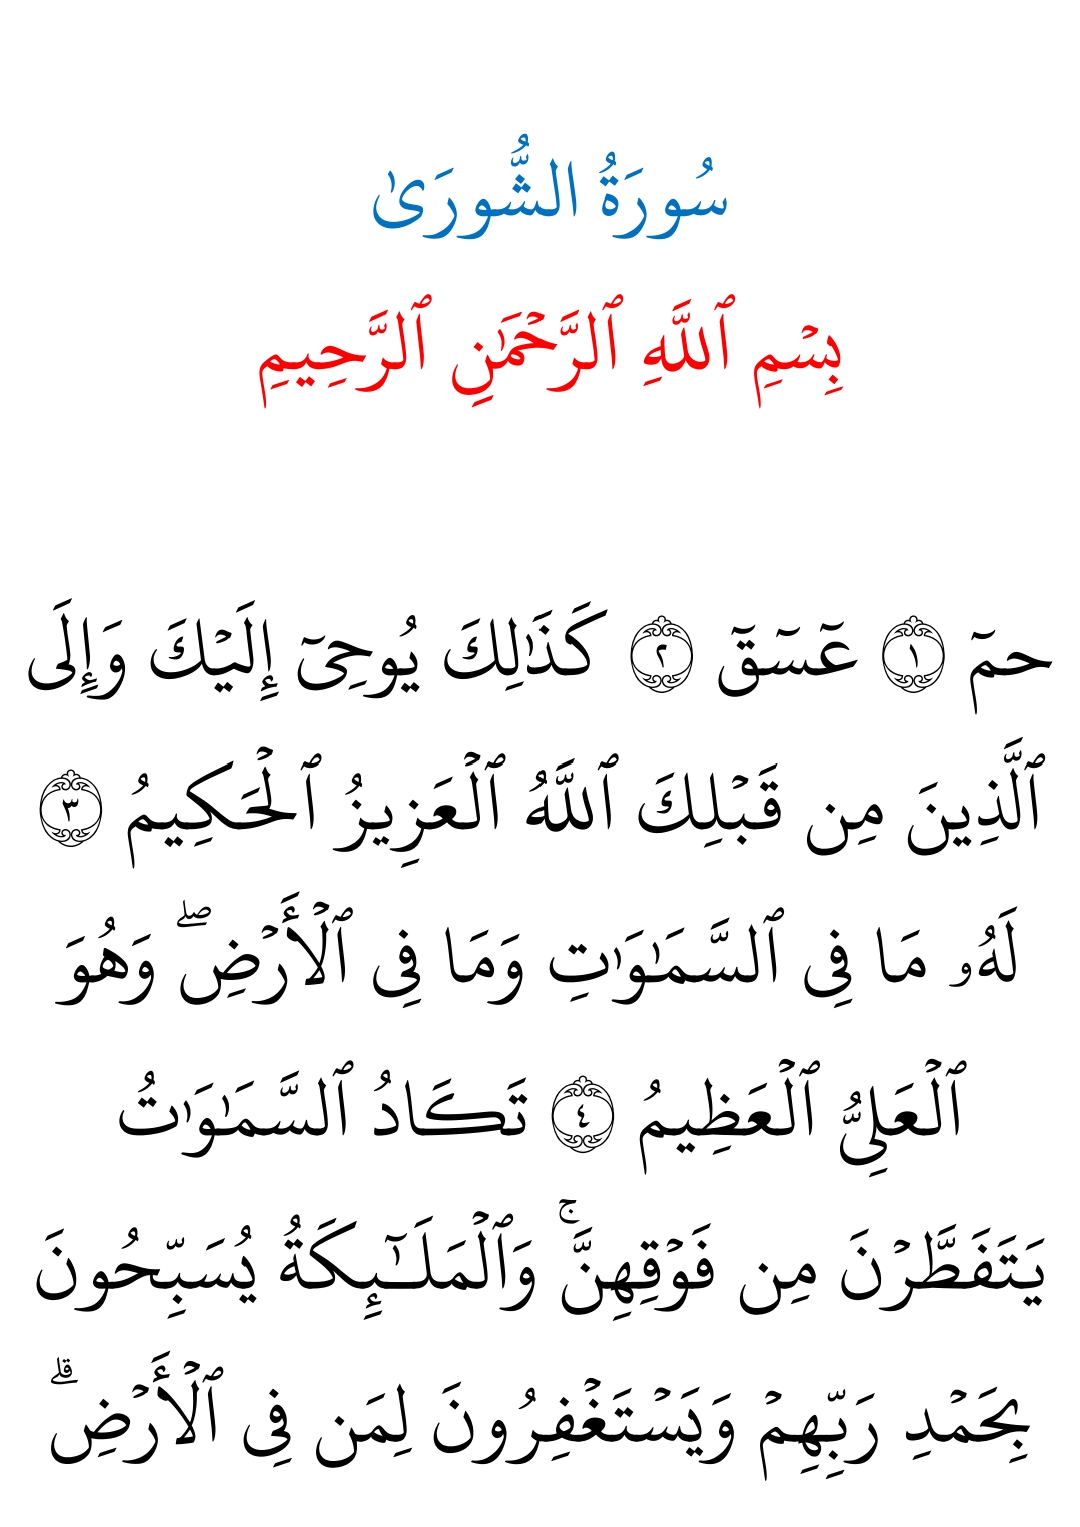 سُورَةُ الشُّورَىٰ
بِسۡمِ ٱللَّهِ ٱلرَّحۡمَٰنِ ٱلرَّحِيمِ
حمٓ ١ عٓسٓقٓ ٢ كَذَٰلِكَ يُوحِىٓ إِلَيۡكَ وَإِلَى
ٱلَّذِينَ مِن قَبۡلِكَ ٱللَّهُ ٱلۡعَزِيزُ ٱلۡحَكِيمُ ٣
لَهُۥ مَا فِى ٱلسَّمَٰوَٰتِ وَمَا فِى ٱلۡأَرۡضِۖ وَهُوَ
ٱلۡعَلِىُّ ٱلۡعَظِيمُ ٤ تَكَادُ ٱلسَّمَٰوَٰتُ
يَتَفَطَّرۡنَ مِن فَوۡقِهِنَّۚ وَٱلۡمَلَـٰٓئِكَةُ يُسَبِّحُونَ
بِحَمۡدِ رَبِّهِمۡ وَيَسۡتَغۡفِرُونَ لِمَن فِى ٱلۡأَرۡضِۗ